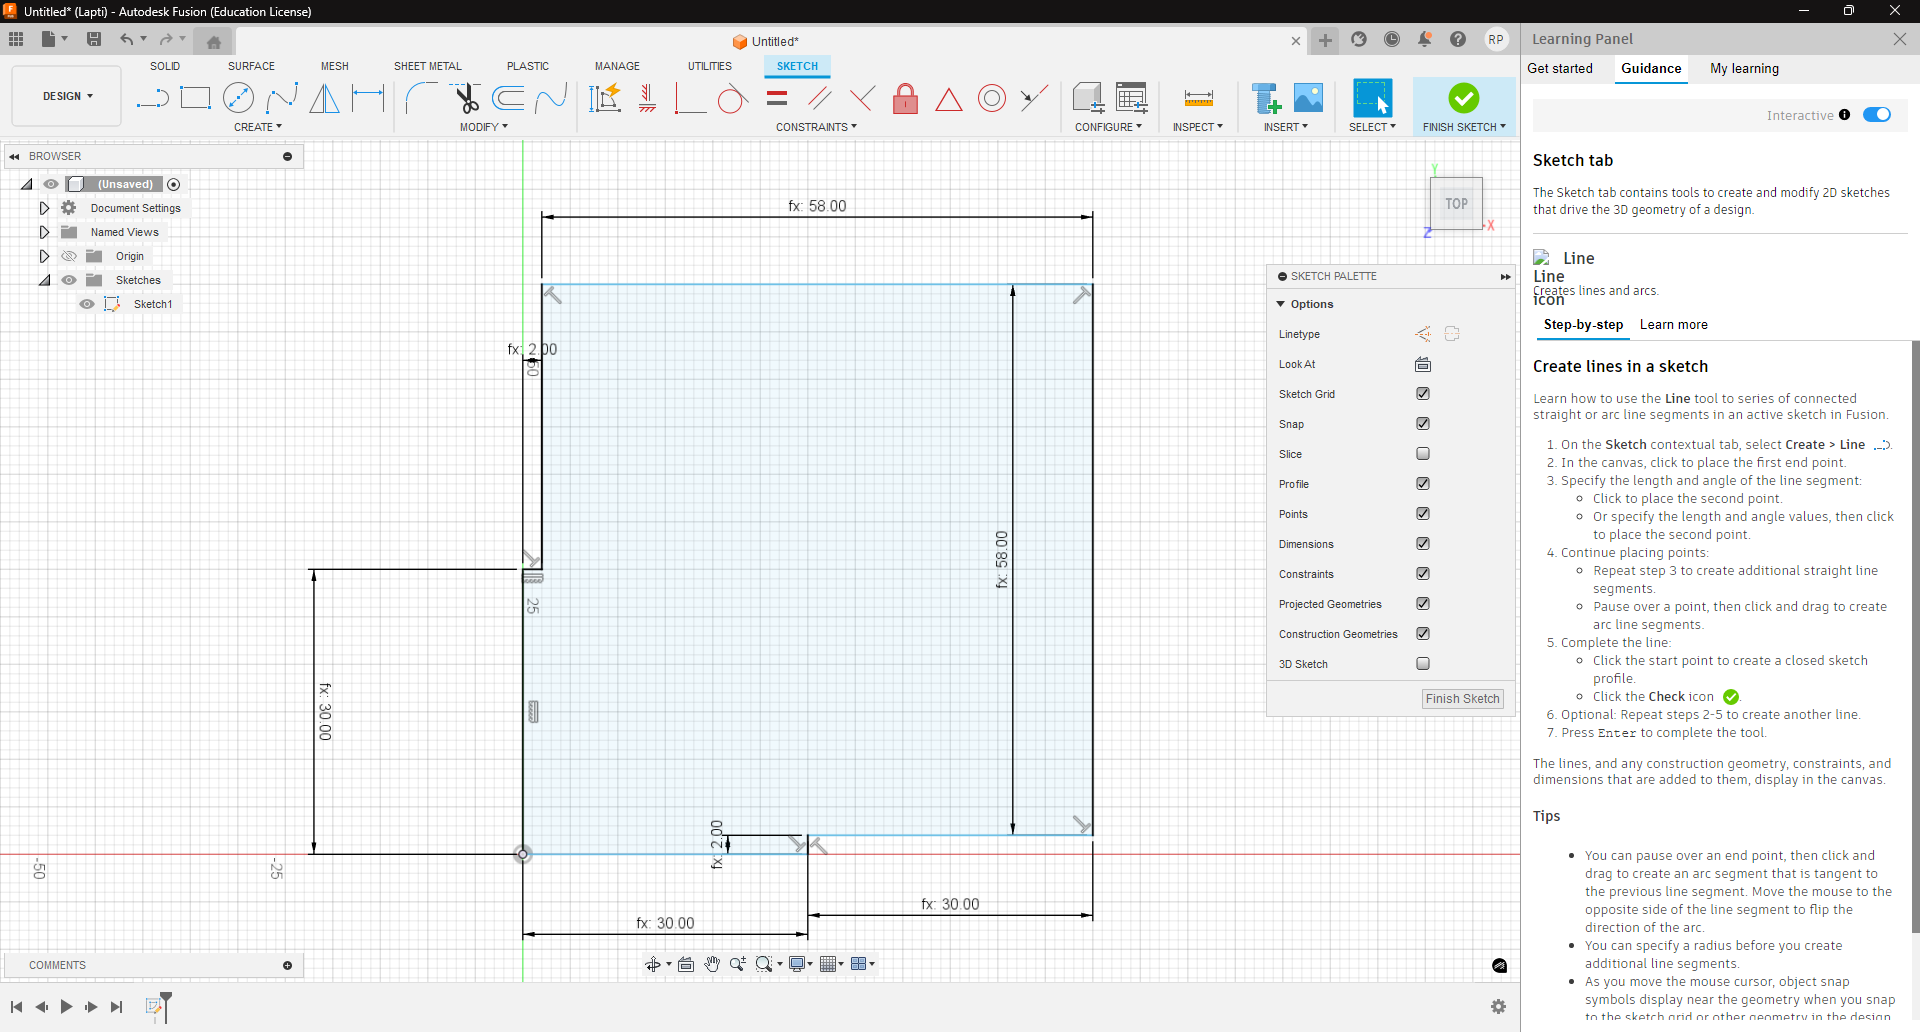 Untitled* (Lapti) - Autodesk Fusion (Education License)
Untitled*
RP
DESIGN
SOLID
SURFACE
MESH
SHEET METAL
PLASTIC
MANAGE
UTILITIES
SKETCH
CREATE
MODIFY
CONSTRAINTS
CONFIGURE
INSPECT
INSERT
SELECT
FINISH SKETCH
BROWSER
(Unsaved)
Document Settings
Named Views
Origin
Sketches
Sketch1
fx: 58.00
fx: 2.00
50
fx: 58.00
25
fx: 30.00
fx: 2.00
-50
-25
fx: 30.00
fx: 30.00
Y
TOP
X
Z
SKETCH PALETTE
Options
Linetype
Look At
Sketch Grid
Snap
Slice
Profile
Points
Dimensions
Constraints
Projected Geometries
Construction Geometries
3D Sketch
Finish Sketch
COMMENTS
Learning Panel
Get started
Guidance
My learning
Interactive
Sketch tab
The Sketch tab contains tools to create and modify 2D sketches
that drive the 3D geometry of a design.
Line
Line
icon
Creates lines and arcs.
Step-by-step
Learn more
Create lines in a sketch
Learn how to use the Line tool to series of connected
straight or arc line segments in an active sketch in Fusion.
1. On the Sketch contextual tab, select Create > Line .
2. In the canvas, click to place the first end point.
3. Specify the length and angle of the line segment:
Click to place the second point.
Or specify the length and angle values, then click
to place the second point.
4. Continue placing points:
Repeat step 3 to create additional straight line
segments.
Pause over a point, then click and drag to create
arc line segments.
5. Complete the line:
Click the start point to create a closed sketch
profile.
Click the Check icon .
6. Optional: Repeat steps 2-5 to create another line.
7. Press Enter to complete the tool.
The lines, and any construction geometry, constraints, and
dimensions that are added to them, display in the canvas.
Tips
You can pause over an end point, then click and
drag to create an arc segment that is tangent to
the previous line segment. Move the mouse to the
opposite side of the line segment to flip the
direction of the arc.
You can specify a radius before you create
additional line segments.
As you move the mouse cursor, object snap
symbols display near the geometry when you snap
to the sketch grid or other geometry in the design